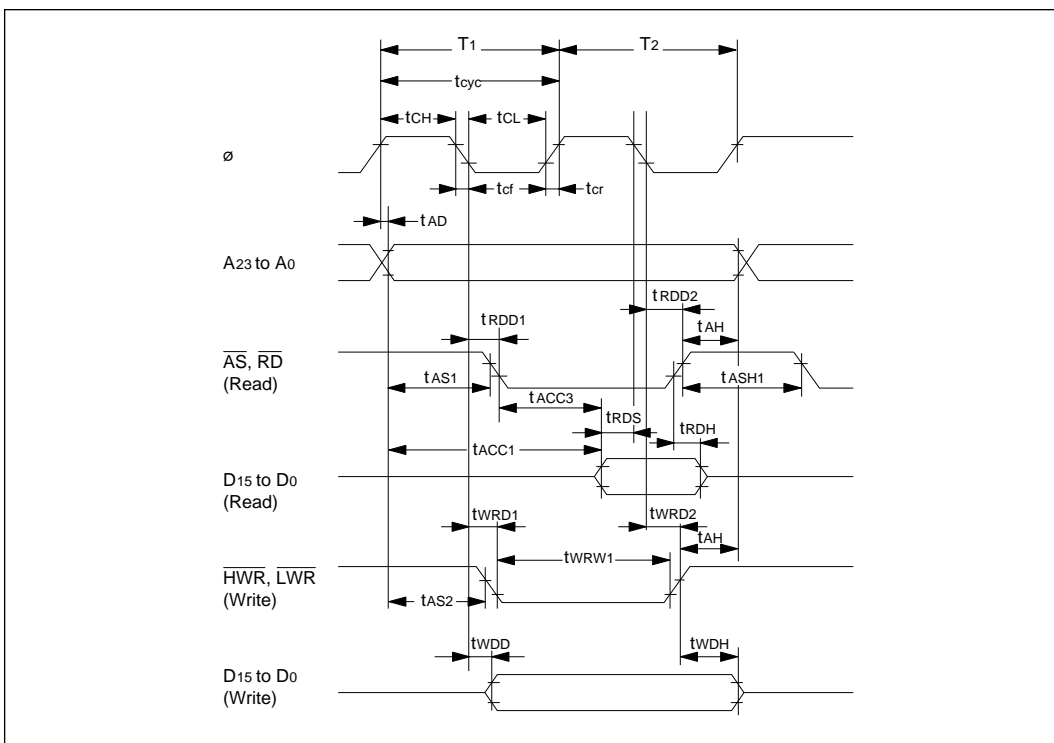 T1 T2
tcyc
tCH tCL
ø
tcf tcr
tAD
A23 to A0
tRDD2
tRDD1 tAH
AS, RD
(Read)
tAS1 tASH1
tACC3
tRDS tRDH
tACC1
D15 to D0
(Read)
tWRD1 tWRD2
tAH
tWRW1
HWR, LWR
(Write)
tAS2
tWDD tWDH
D15 to D0
(Write)